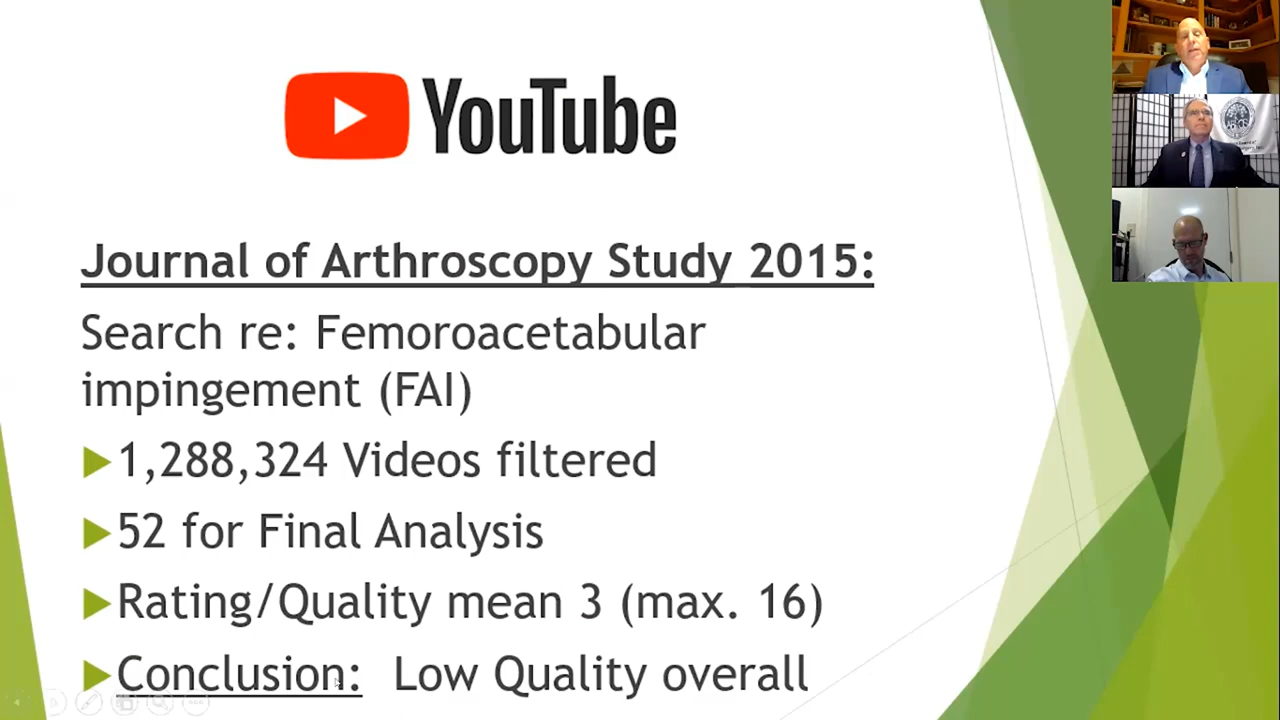 YouTube
Journal of Arthroscopy Study 2015:
Search re: Femoroacetabular
impingement (FAI)
1,288,324 Videos filtered
52 for Final Analysis
Rating/Quality mean 3 (max. 16)
Conclusion: Low Quality overall